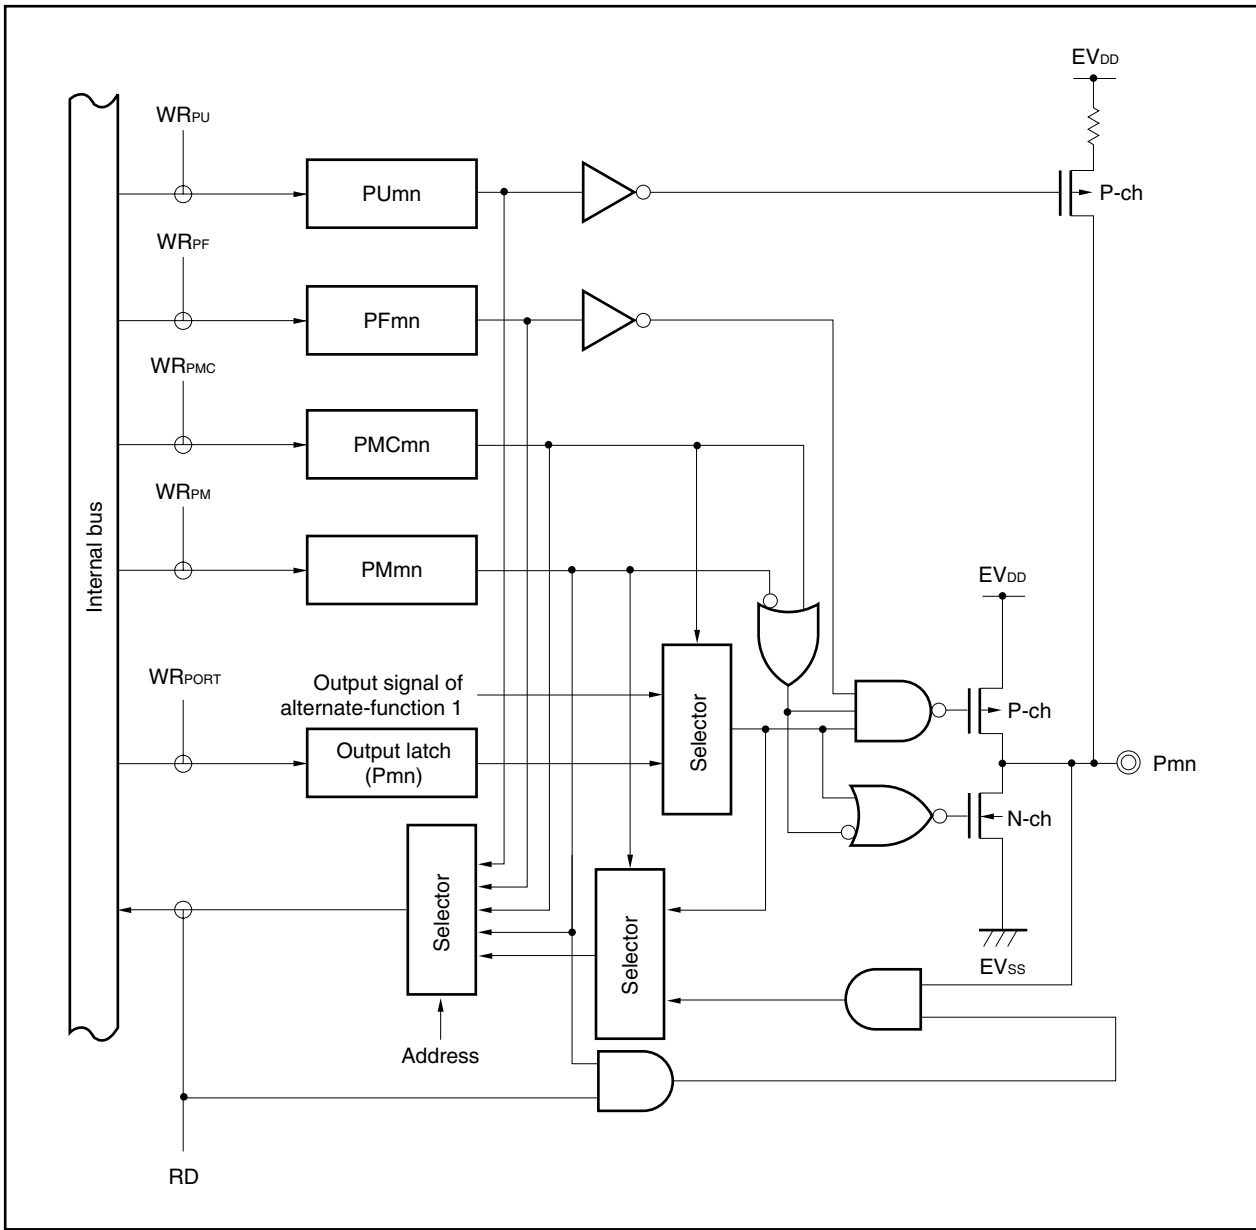 EVDD
WRPU
PUmn
P-ch
WRPF
PFmn
WRPMC
PMCmn
WRPM
PMmn
Internal bus
EVDD
WRPORT
Output signal of
alternate-function 1
Output latch
(Pmn)
Selector
P-ch
Pmn
N-ch
Selector
Selector
EVSS
Address
RD